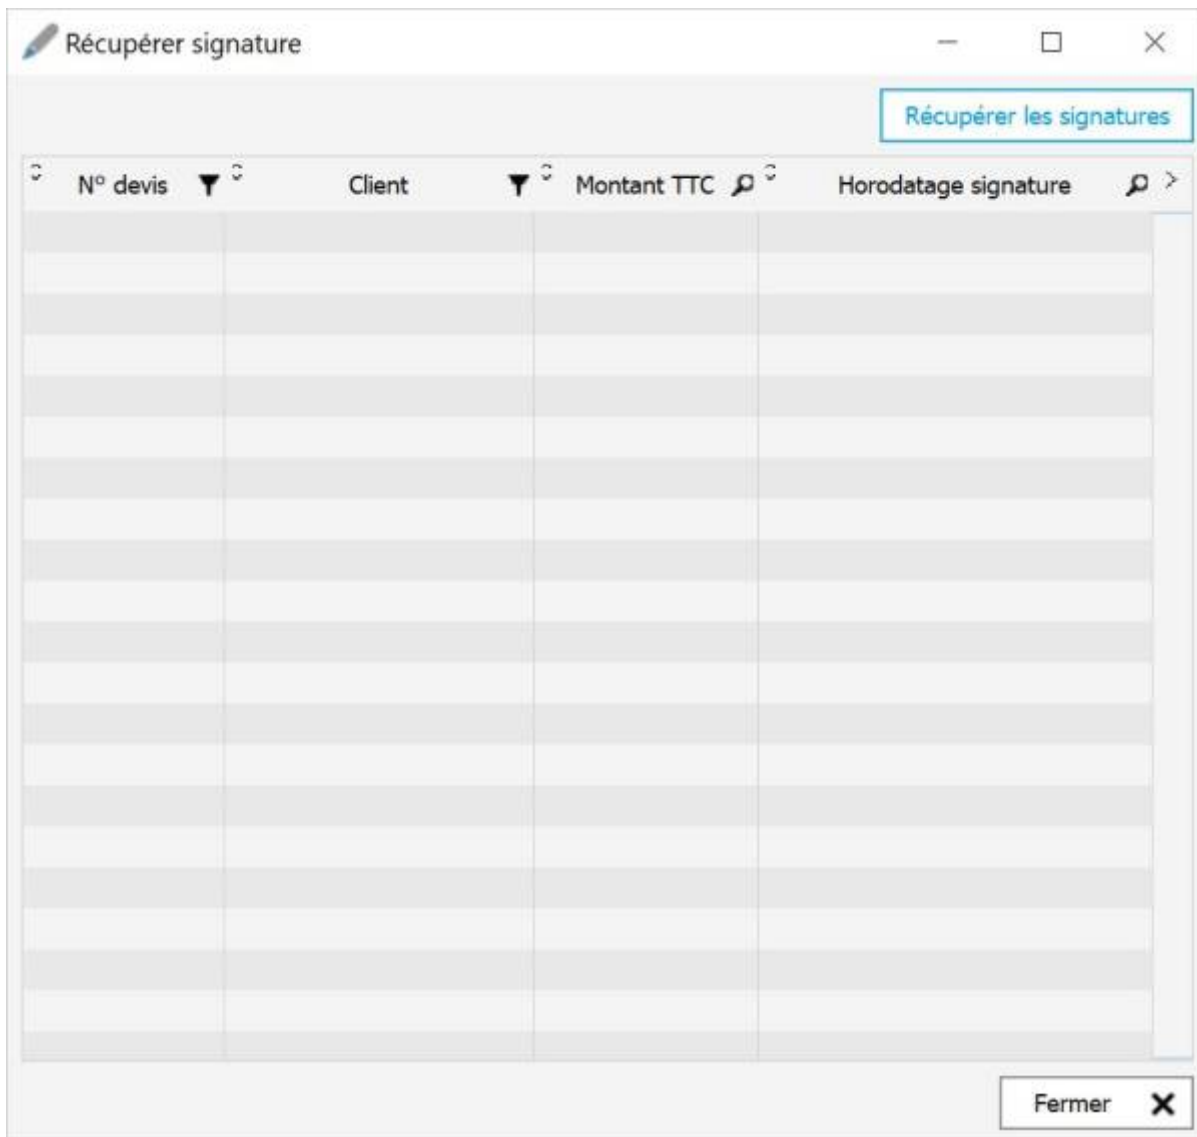 Récupérer signature
Récupérer les signatures
N° devis Client Montant TTC Horodatage signature
Fermer